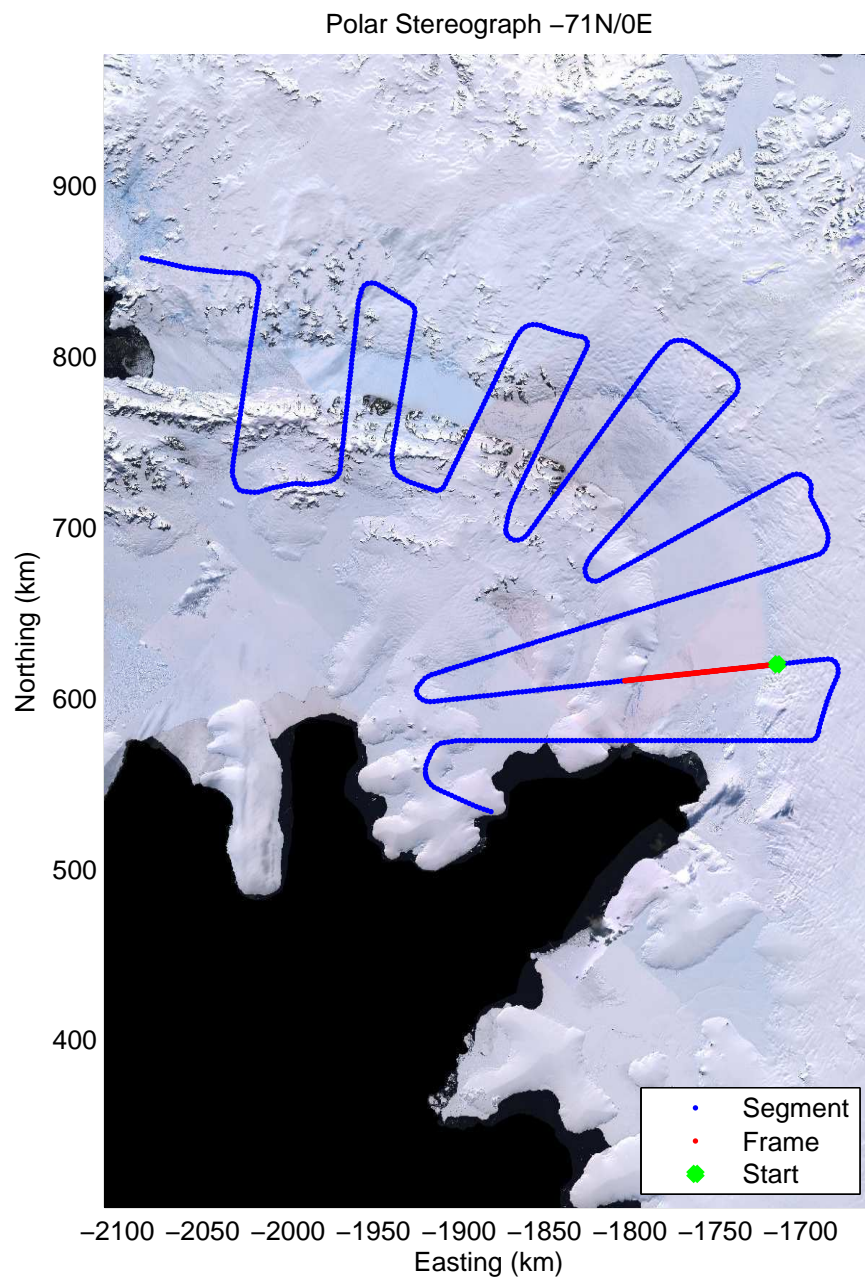 Polar Stereograph −71N/0E
900
800
700
600
500
400
Northing (km)
−2100 −2050 −2000 −1950 −1900 −1850 −1800 −1750 −1700
Easting (km)
Segment
Frame
Start